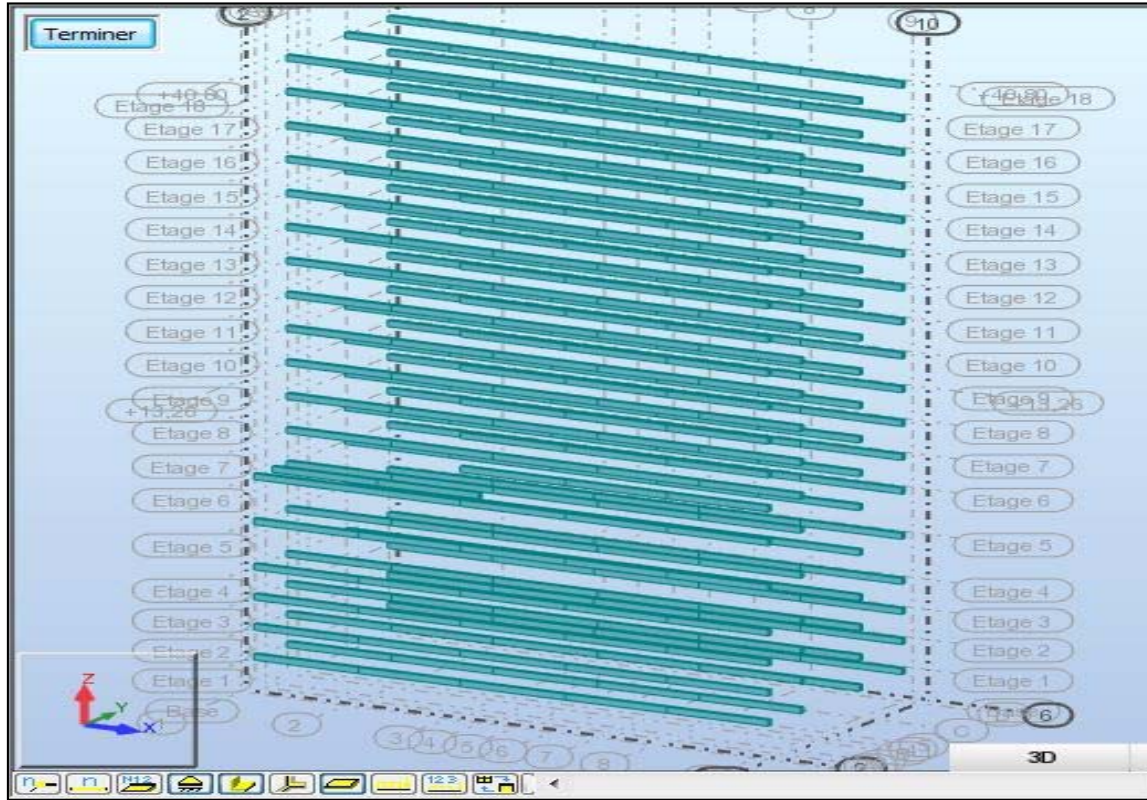 Terminer
2
10
+40,80
Etage 18
Etage 17
Etage 16
Etage 15
Etage 14
Etage 13
Etage 12
Etage 11
Etage 10
Etage 9
+13,26
Etage 8
Etage 7
Etage 6
Etage 5
Etage 4
Etage 3
Etage 2
Etage 1
Base
+40,80
Etage 18
Etage 17
Etage 16
Etage 15
Etage 14
Etage 13
Etage 12
Etage 11
Etage 10
Etage 9
+13,26
Etage 8
Etage 7
Etage 6
Etage 5
Etage 4
Etage 3
Etage 2
Etage 1
6
Z
Y
X
2
3
4
5
6
7
8
C
3D
n
n
N12
123